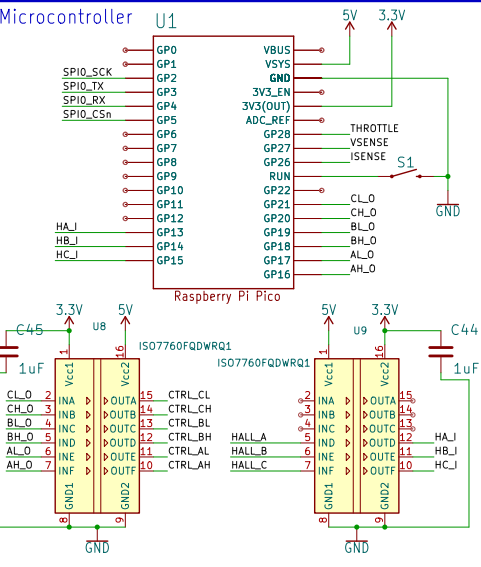 Microcontroller
U1
5V
3.3V
GP0
VBUS
GP1
VSYS
SPI0_SCK
GP2
GND
SPI0_TX
GP3
3V3_EN
SPI0_RX
GP4
3V3(OUT)
SPI0_CSn
GP5
ADC_REF
GP6
GP28
THROTTLE
GP7
GP27
VSENSE
GP8
GP26
ISENSE
GP9
RUN
S1
GP10
GP22
GP11
GP21
CL_O
GP12
GP20
CH_O
HA_I
GP13
GP19
BL_O
HB_I
GP14
GP18
BH_O
HC_I
GP15
GP17
AL_O
GP16
AH_O
GND
Raspberry Pi Pico
C45
1uF
3.3V
U8
5V
ISO7760FQDWRQ1
1
16
Vcc1
Vcc2
CL_O
2
INA
OUTA
15
CTRL_CL
CH_O
3
INB
OUTB
14
CTRL_CH
BL_O
4
INC
OUTC
13
CTRL_BL
BH_O
5
IND
OUTD
12
CTRL_BH
AL_O
6
INE
OUTE
11
CTRL_AL
AH_O
7
INF
OUTF
10
CTRL_AH
GND1
GND2
8
9
GND
5V
U9
3.3V
C44
1uF
ISO7760FQDWRQ1
1
16
Vcc1
Vcc2
2
INA
OUTA
15
3
INB
OUTB
14
4
INC
OUTC
13
HALL_A
5
IND
OUTD
12
HA_I
HALL_B
6
INE
OUTE
11
HB_I
HALL_C
7
INF
OUTF
10
HC_I
GND1
GND2
8
9
GND